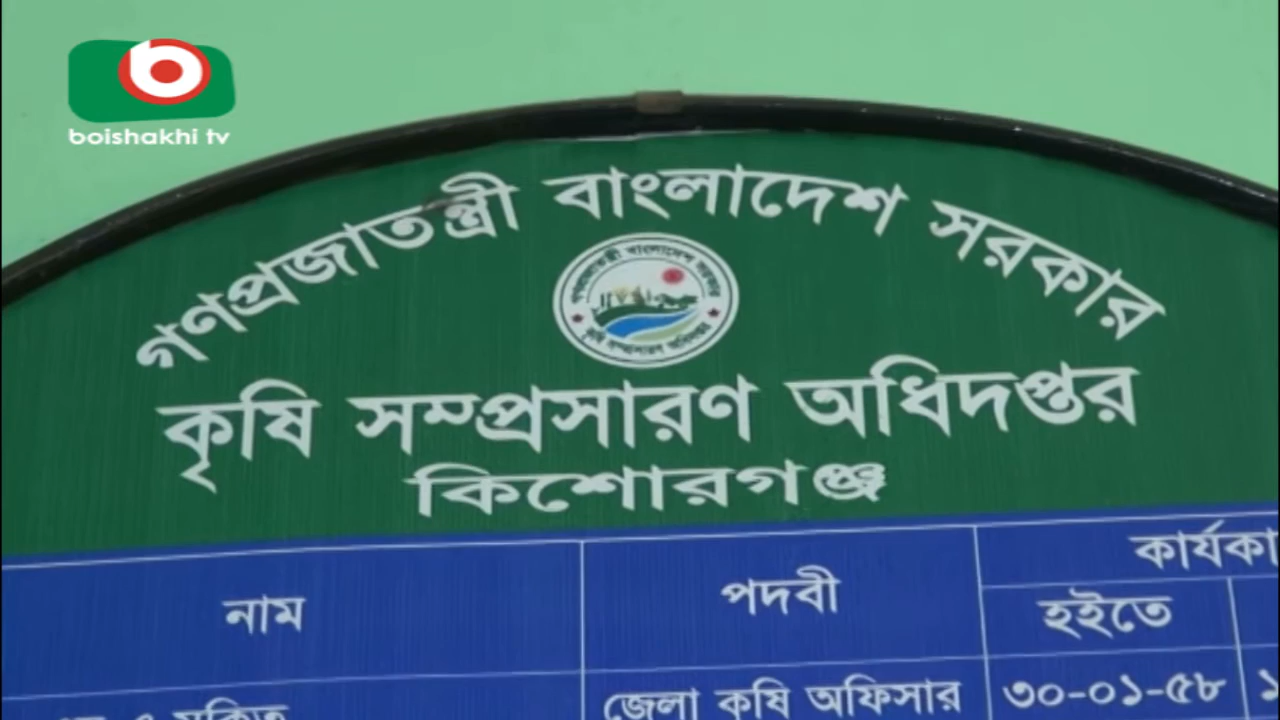 boishakhi tv
গণপ্রজাতন্ত্রী বাংলাদেশ সরকার
কৃষি সম্প্রসারণ অধিদপ্তর
কিশোরগঞ্জ
নাম
পদবী
হইতে
জেলা কৃষি অফিসার
৩০-০১-৫৮